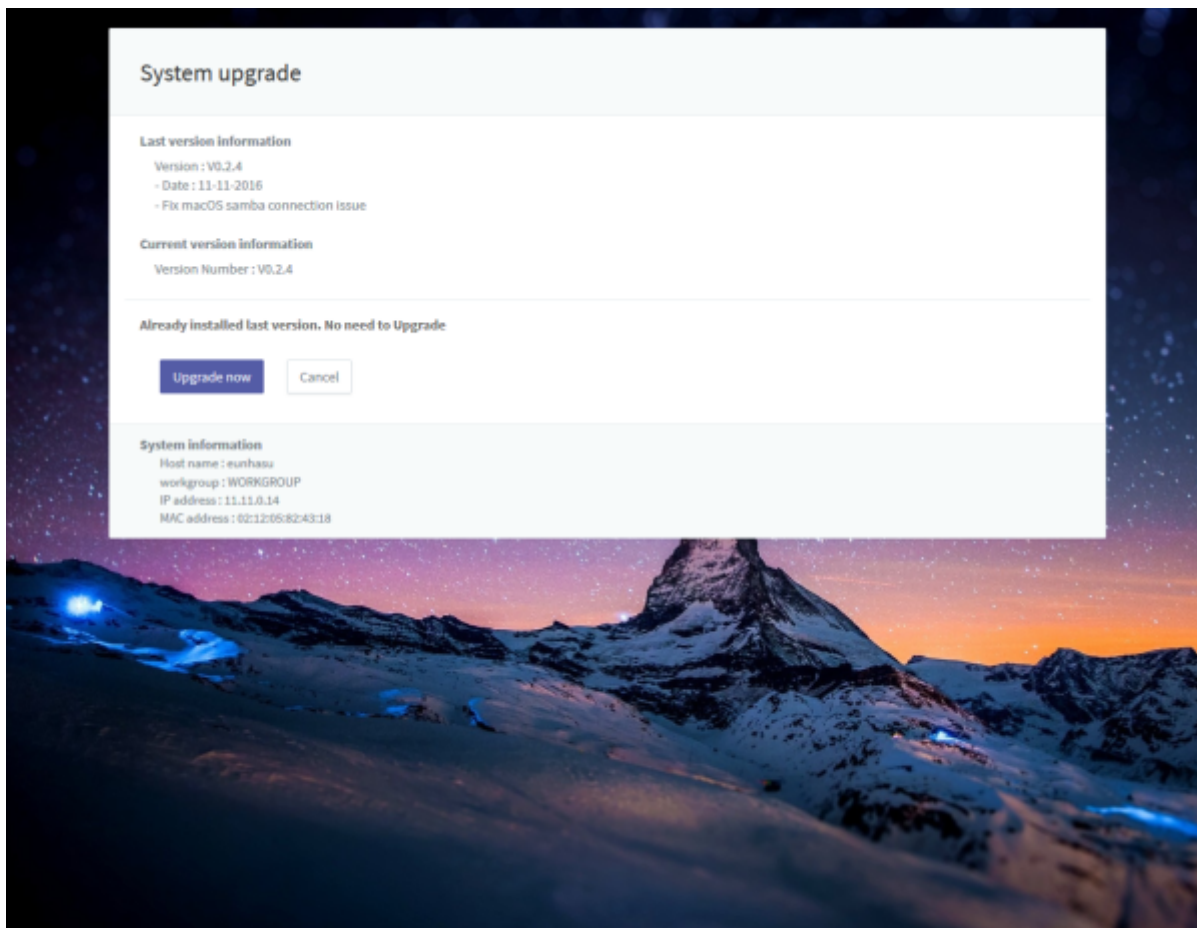 System upgrade
Last version information
Version : V0.2.4
- Date : 11-11-2016
- Fix macOS samba connection issue
Current version information
Version Number : V0.2.4
Already installed last version. No need to Upgrade
Upgrade now
Cancel
System information
Host name : eunhasu
workgroup : WORKGROUP
IP address : 11.11.0.14
MAC address : 02:12:05:82:43:18